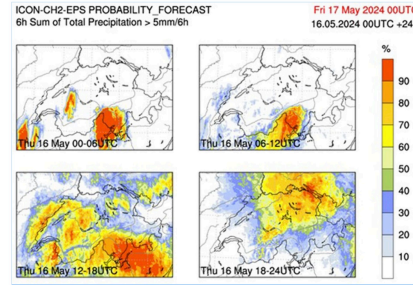 ICON-CH2-EPS PROBABILITY_FORECAST
Fri 17 May 2024 00UTC
6h Sum of Total Precipitation > 5mm/6h
16.05.2024 00UTC +24
%
90
80
70
60
50
40
30
20
10
Thu 16 May 00-06UTC
Thu 16 May 06-12UTC
Thu 16 May 12-18UTC
Thu 16 May 18-24UTC